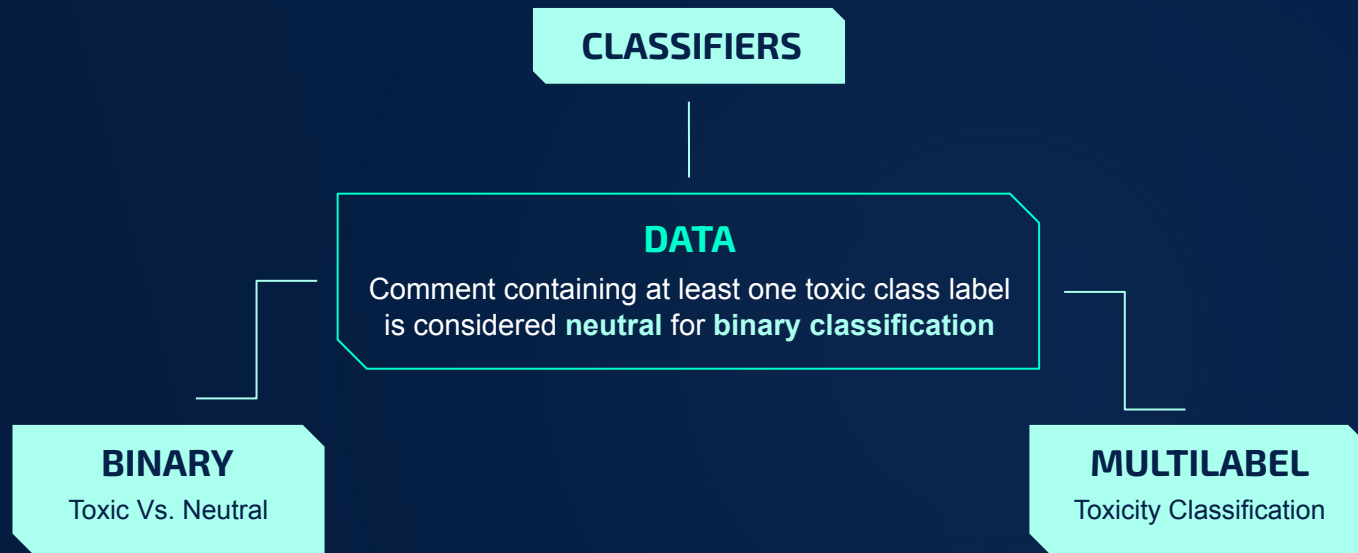 CLASSIFIERS
DATA
Comment containing at least one toxic class label
is considered neutral for binary classification
BINARY
Toxic Vs. Neutral
MULTILABEL
Toxicity Classification